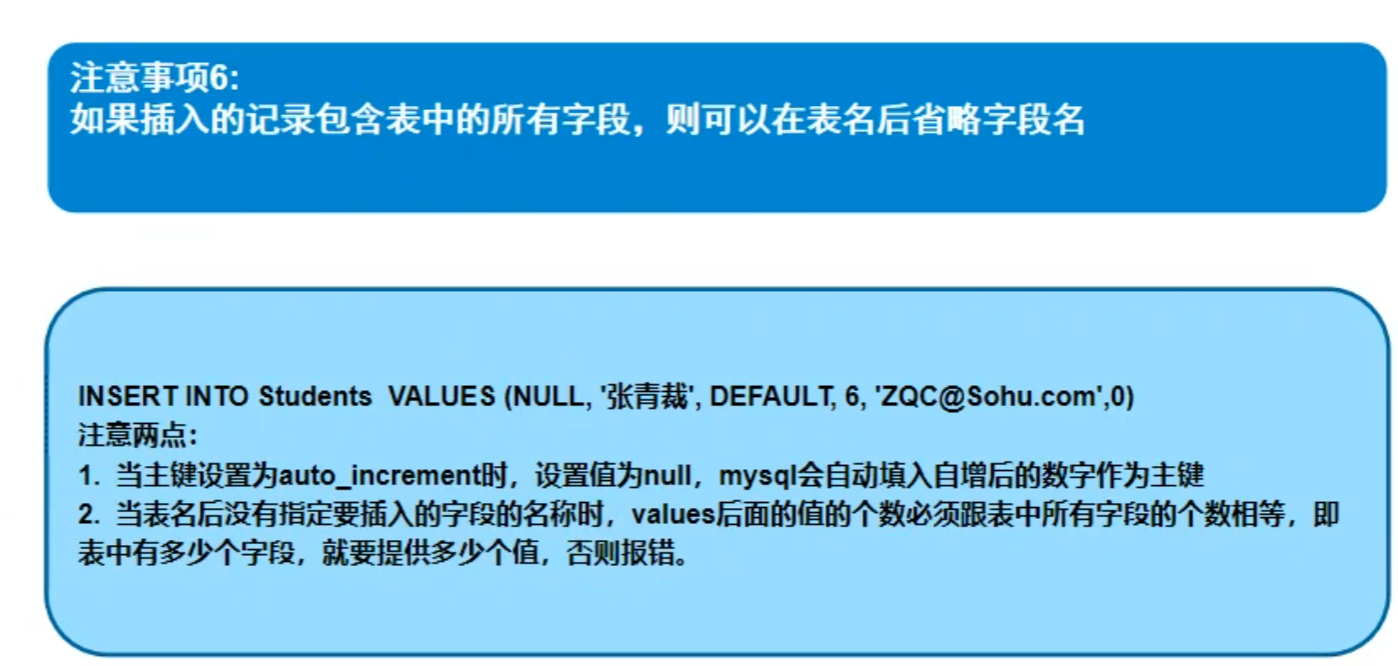 注意事项6:
如果插入的记录包含表中的所有字段，则可以在表名后省略字段名
INSERT INTO Students  VALUES (NULL, '张青裁', DEFAULT, 6, 'ZQC@Sohu.com',0)
注意两点：
1. 当主键设置为auto_increment时，设置值为null，mysql会自动填入自增后的数字作为主键
2. 当表名后没有指定要插入的字段的名称时，values后面的值的个数必须跟表中所有字段的个数相等，即
表中有多少个字段，就要提供多少个值，否则报错。